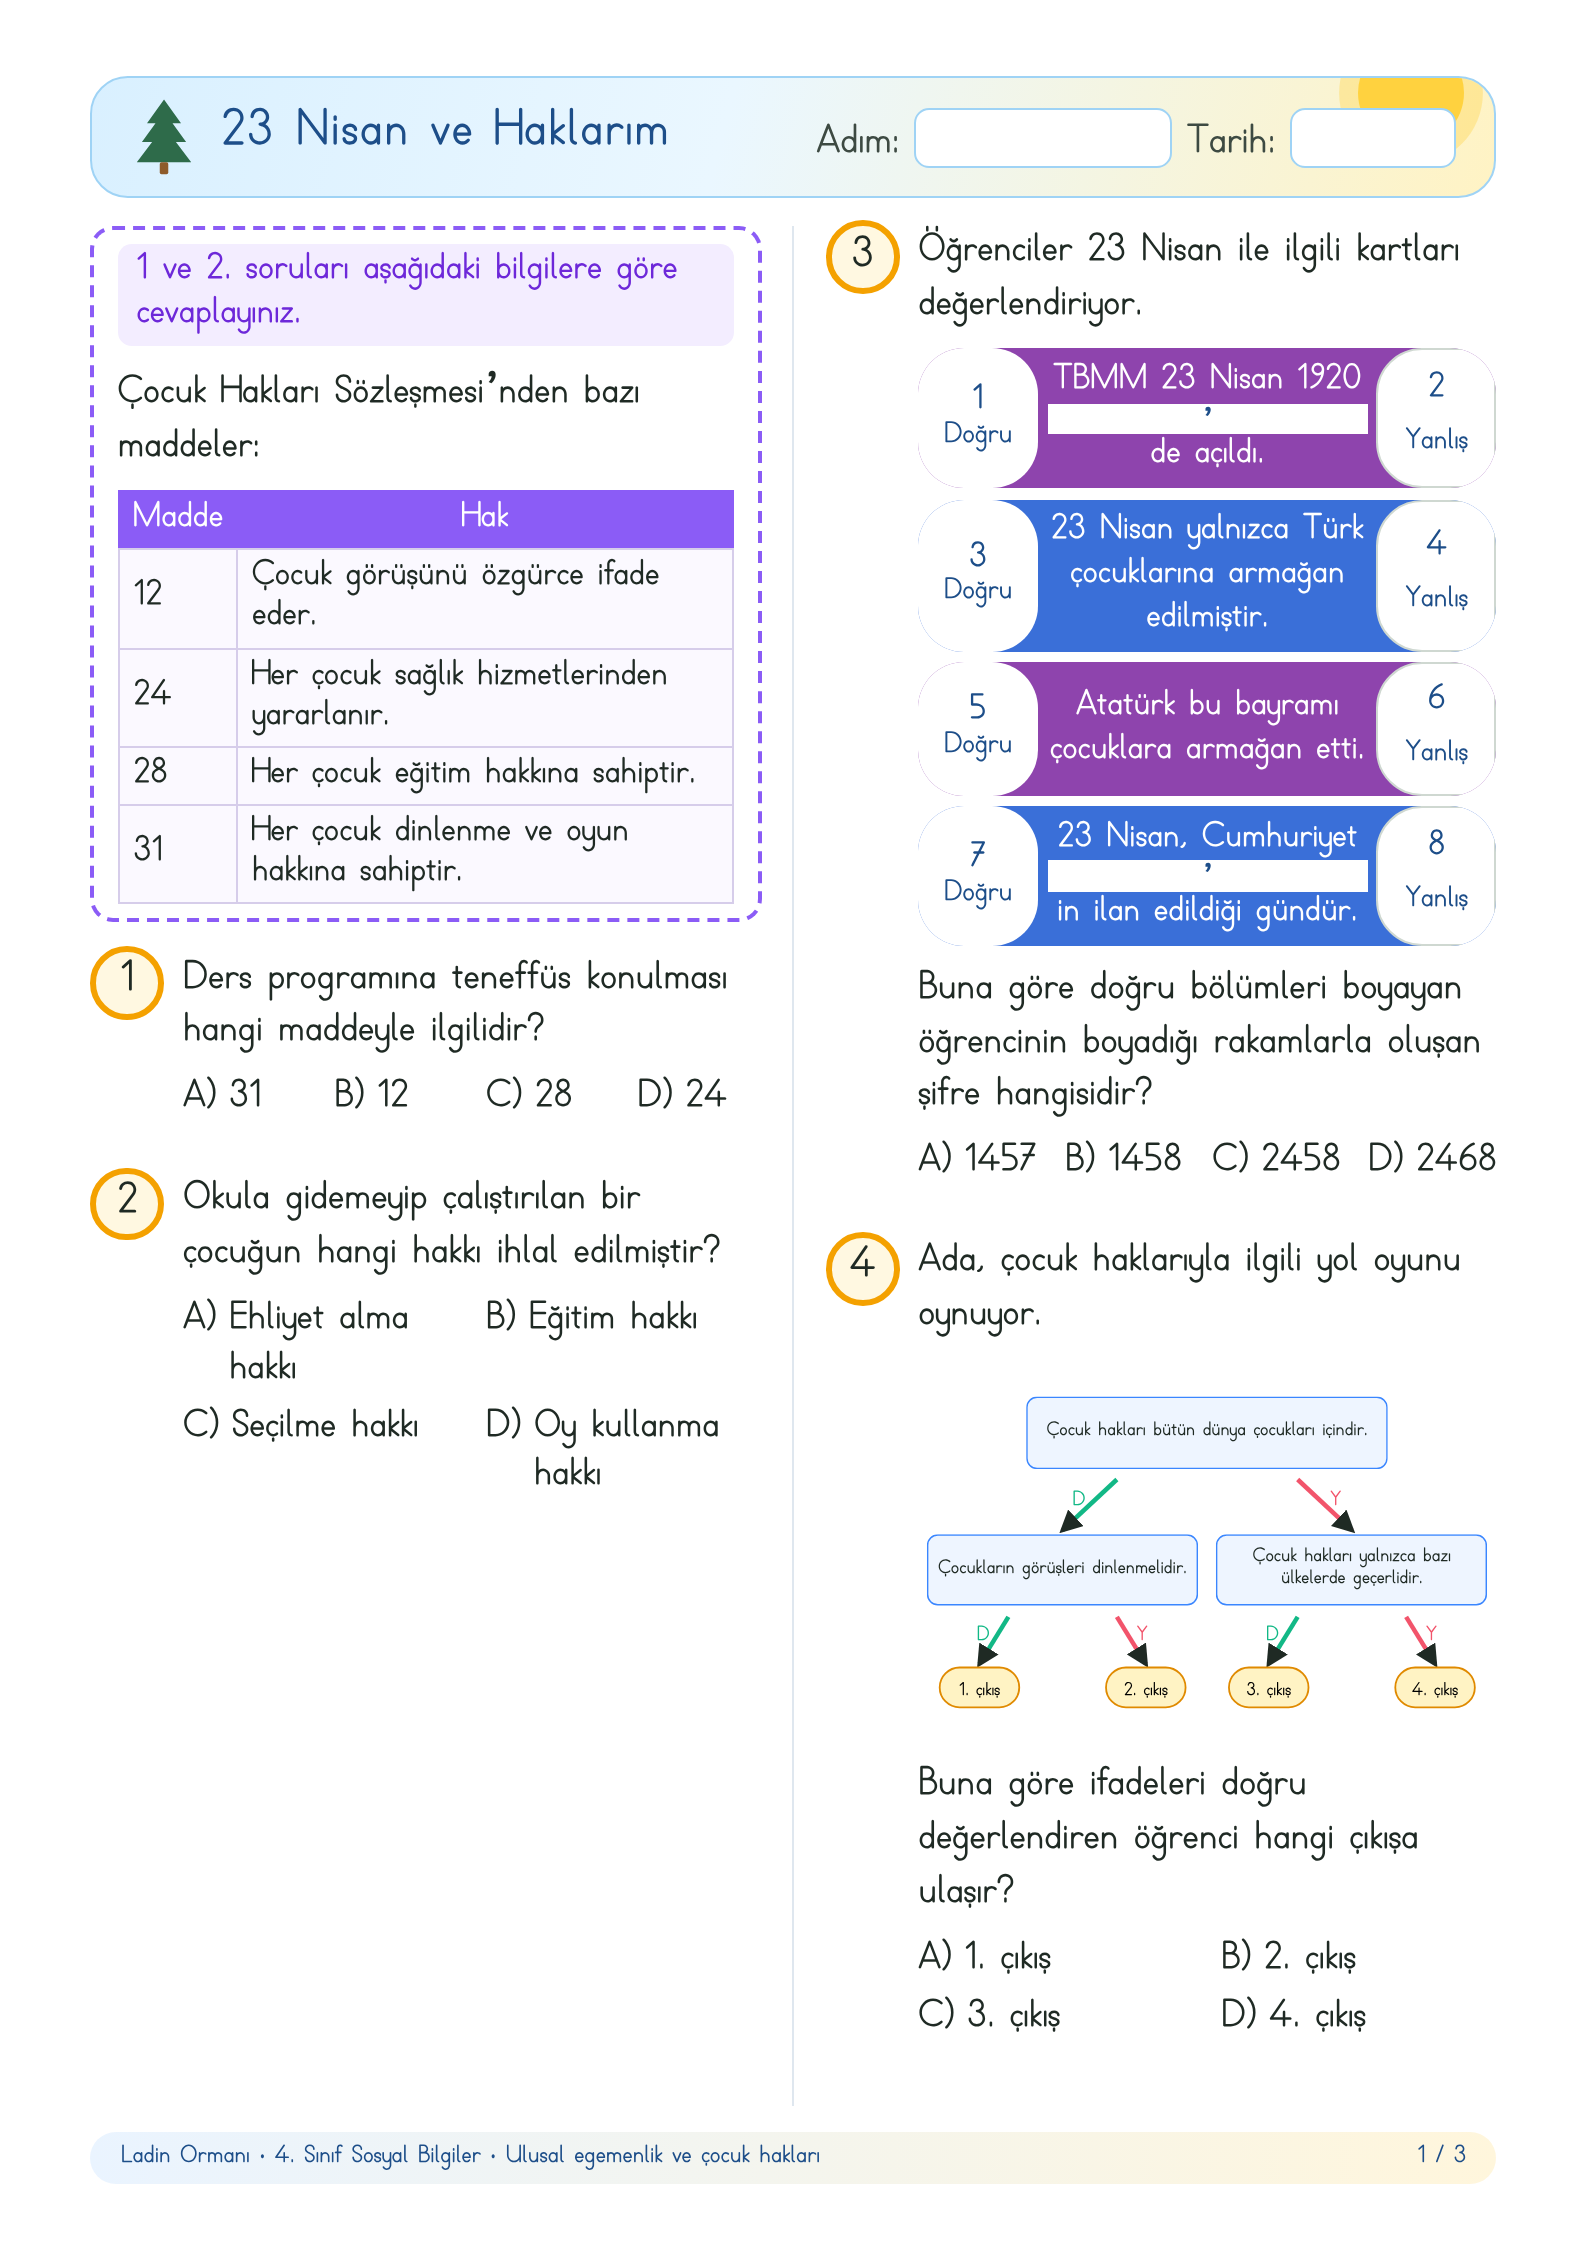 23 Nisan ve Haklarım
Adım:
Tarih:
1 ve 2. soruları aşağıdaki bilgilere göre
cevaplayınız.
Çocuk Hakları Sözleşmesi’nden bazı
maddeler:
Madde Hak
12 Çocuk görüşünü özgürce ifade
eder.
24 Her çocuk sağlık hizmetlerinden
yararlanır.
28 Her çocuk eğitim hakkına sahiptir.
31 Her çocuk dinlenme ve oyun
hakkına sahiptir.
1 Ders programına teneffüs konulması
hangi maddeyle ilgilidir?
A) 31 B) 12 C) 28 D) 24
2 Okula gidemeyip çalıştırılan bir
çocuğun hangi hakkı ihlal edilmiştir?
A) Ehliyet alma
hakkı
B) Eğitim hakkı
C) Seçilme hakkı
D) Oy kullanma
hakkı
3 Öğrenciler 23 Nisan ile ilgili kartları
değerlendiriyor.
1
Doğru
TBMM 23 Nisan 1920
’
de açıldı.
2
Yanlış
3
Doğru
23 Nisan yalnızca Türk
çocuklarına armağan
edilmiştir.
4
Yanlış
5
Doğru
Atatürk bu bayramı
çocuklara armağan etti.
6
Yanlış
7
Doğru
23 Nisan, Cumhuriyet
’
in ilan edildiği gündür.
8
Yanlış
Buna göre doğru bölümleri boyayan
öğrencinin boyadığı rakamlarla oluşan
şifre hangisidir?
A) 1457 B) 1458 C) 2458 D) 2468
4 Ada, çocuk haklarıyla ilgili yol oyunu
oynuyor.
Çocuk hakları bütün dünya çocukları içindir.
D Y
Çocukların görüşleri dinlenmelidir.
Çocuk hakları yalnızca bazı
ülkelerde geçerlidir.
D Y D Y
1. çıkış 2. çıkış 3. çıkış 4. çıkış
Buna göre ifadeleri doğru
değerlendiren öğrenci hangi çıkışa
ulaşır?
A) 1. çıkış B) 2. çıkış
C) 3. çıkış D) 4. çıkış
Ladin Ormanı • 4. Sınıf Sosyal Bilgiler • Ulusal egemenlik ve çocuk hakları
1 / 3